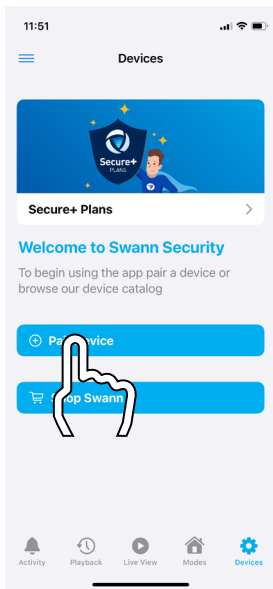 11:51
Devices
Secure+
PLANS
Secure+ Plans
Welcome to Swann Security
To begin using the app pair a device or
browse our device catalog
Swann
Activity Playback Live View Modes Devices